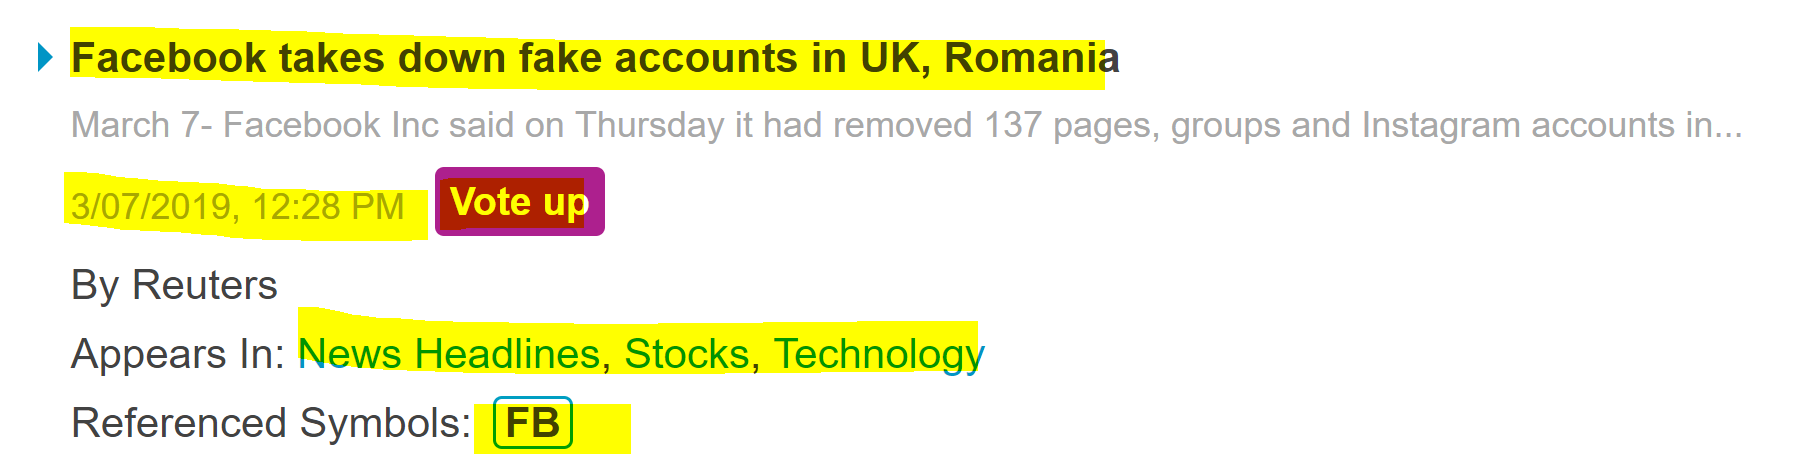 Facebook takes down fake accounts in UK, Romania
March 7- Facebook Inc said on Thursday it had removed 137 pages, groups and Instagram accounts in...
3/07/2019, 12:28 PM Vote up
By Reuters
Appears In: News Headlines, Stocks, Technology
Referenced Symbols: FB